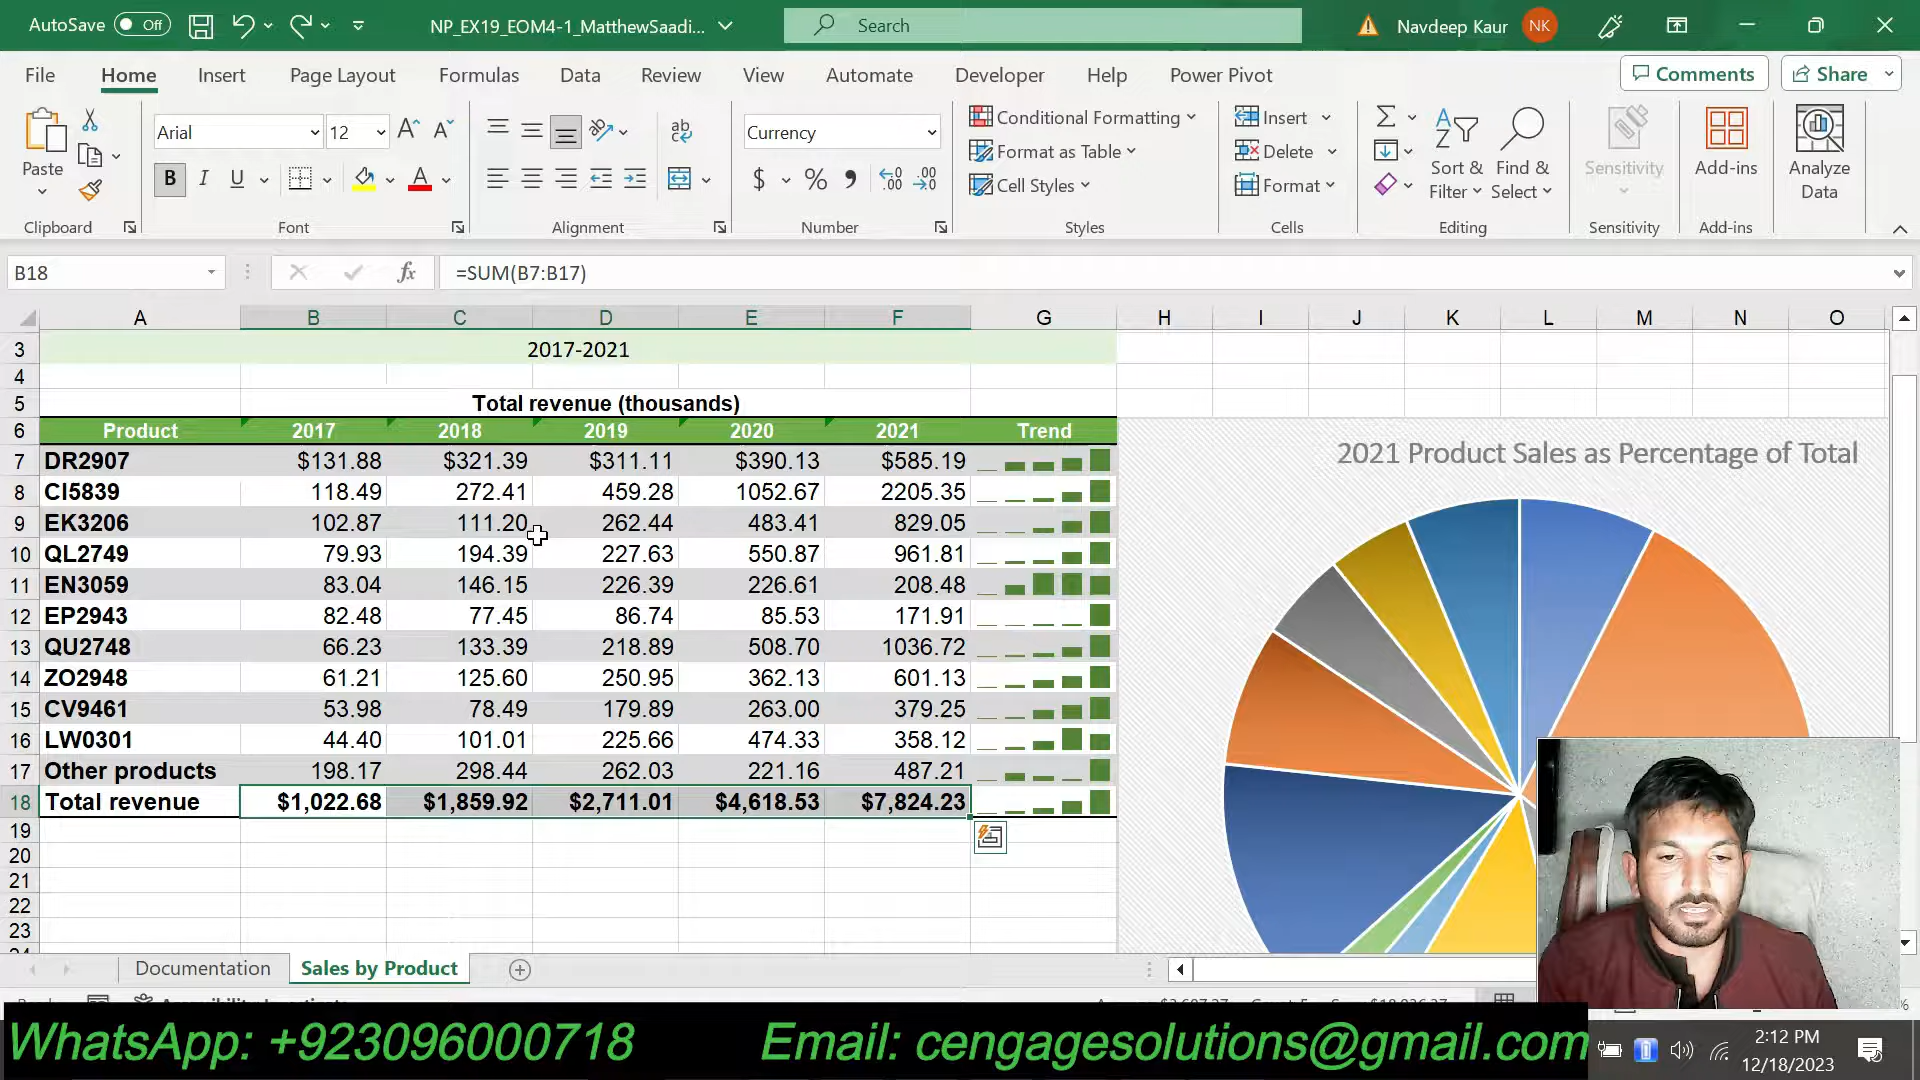 AutoSave Off NP_EX19_EOM4-1_MatthewSaadi... Search Navdeep Kaur NK
File Home Insert Page Layout Formulas Data Review View Automate Developer Help Power Pivot Comments Share
Paste
Arial 12
B I U
ab
Currency
$ % 9 .00 .00
Conditional Formatting
Format as Table
Cell Styles
Insert
Delete
Format
Sort & Filter
Find & Select
Sensitivity
Add-ins
Analyze Data
Clipboard Font Alignment Number Styles Cells Editing Sensitivity Add-ins
B18 fx =SUM(B7:B17)
A B C D E F G H I J K L M N O
3 2017-2021
4
5 Total revenue (thousands)
6 Product 2017 2018 2019 2020 2021 Trend
7 DR2907 $131.88 $321.39 $311.11 $390.13 $585.19
8 CI5839 118.49 272.41 459.28 1052.67 2205.35
9 EK3206 102.87 111.20 262.44 483.41 829.05
10 QL2749 79.93 194.39 227.63 550.87 961.81
11 EN3059 83.04 146.15 226.39 226.61 208.48
12 EP2943 82.48 77.45 86.74 85.53 171.91
13 QU2748 66.23 133.39 218.89 508.70 1036.72
14 ZO2948 61.21 125.60 250.95 362.13 601.13
15 CV9461 53.98 78.49 179.89 263.00 379.25
16 LW0301 44.40 101.01 225.66 474.33 358.12
17 Other products 198.17 298.44 262.03 221.16 487.21
18 Total revenue $1,022.68 $1,859.92 $2,711.01 $4,618.53 $7,824.23
19
20
21
22
23
2021 Product Sales as Percentage of Total
Documentation Sales by Product
WhatsApp: +923096000718 Email: cengagesolutions@gmail.com
2:12 PM
12/18/2023